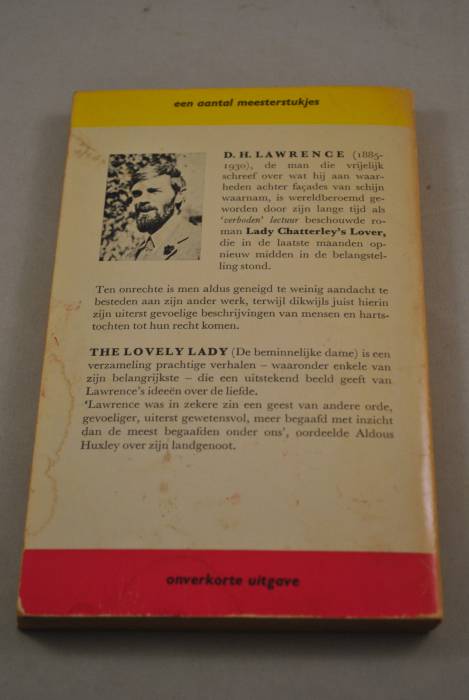 een aantal meesterstukjes
D. H. LAWRENCE (1885-
1930), de man die vrijelijk
schreef over wat hij aan waar-
heden achter façades van schijn
waarnam, is wereldberoemd ge-
worden door zijn lange tijd als
'verboden' lectuur beschouwde ro-
man Lady Chatterley's Lover,
die in de laatste maanden op-
nieuw midden in de belangstel-
ling stond.
Ten onrechte is men aldus geneigd te weinig aandacht te
besteden aan zijn ander werk, terwijl dikwijls juist hierin
zijn uiterst gevoelige beschrijvingen van mensen en harts-
tochten tot hun recht komen.
THE LOVELY LADY (De beminnelijke dame) is een
verzameling prachtige verhalen – waaronder enkele van
zijn belangrijkste – die een uitstekend beeld geeft van
Lawrence's ideeën over de liefde.
'Lawrence was in zekere zin een geest van andere orde,
gevoeliger, uiterst gewetensvol, meer begaafd met inzicht
dan de meest begaafden onder ons', oordeelde Aldous
Huxley over zijn landgenoot.
onverkorte uitgave